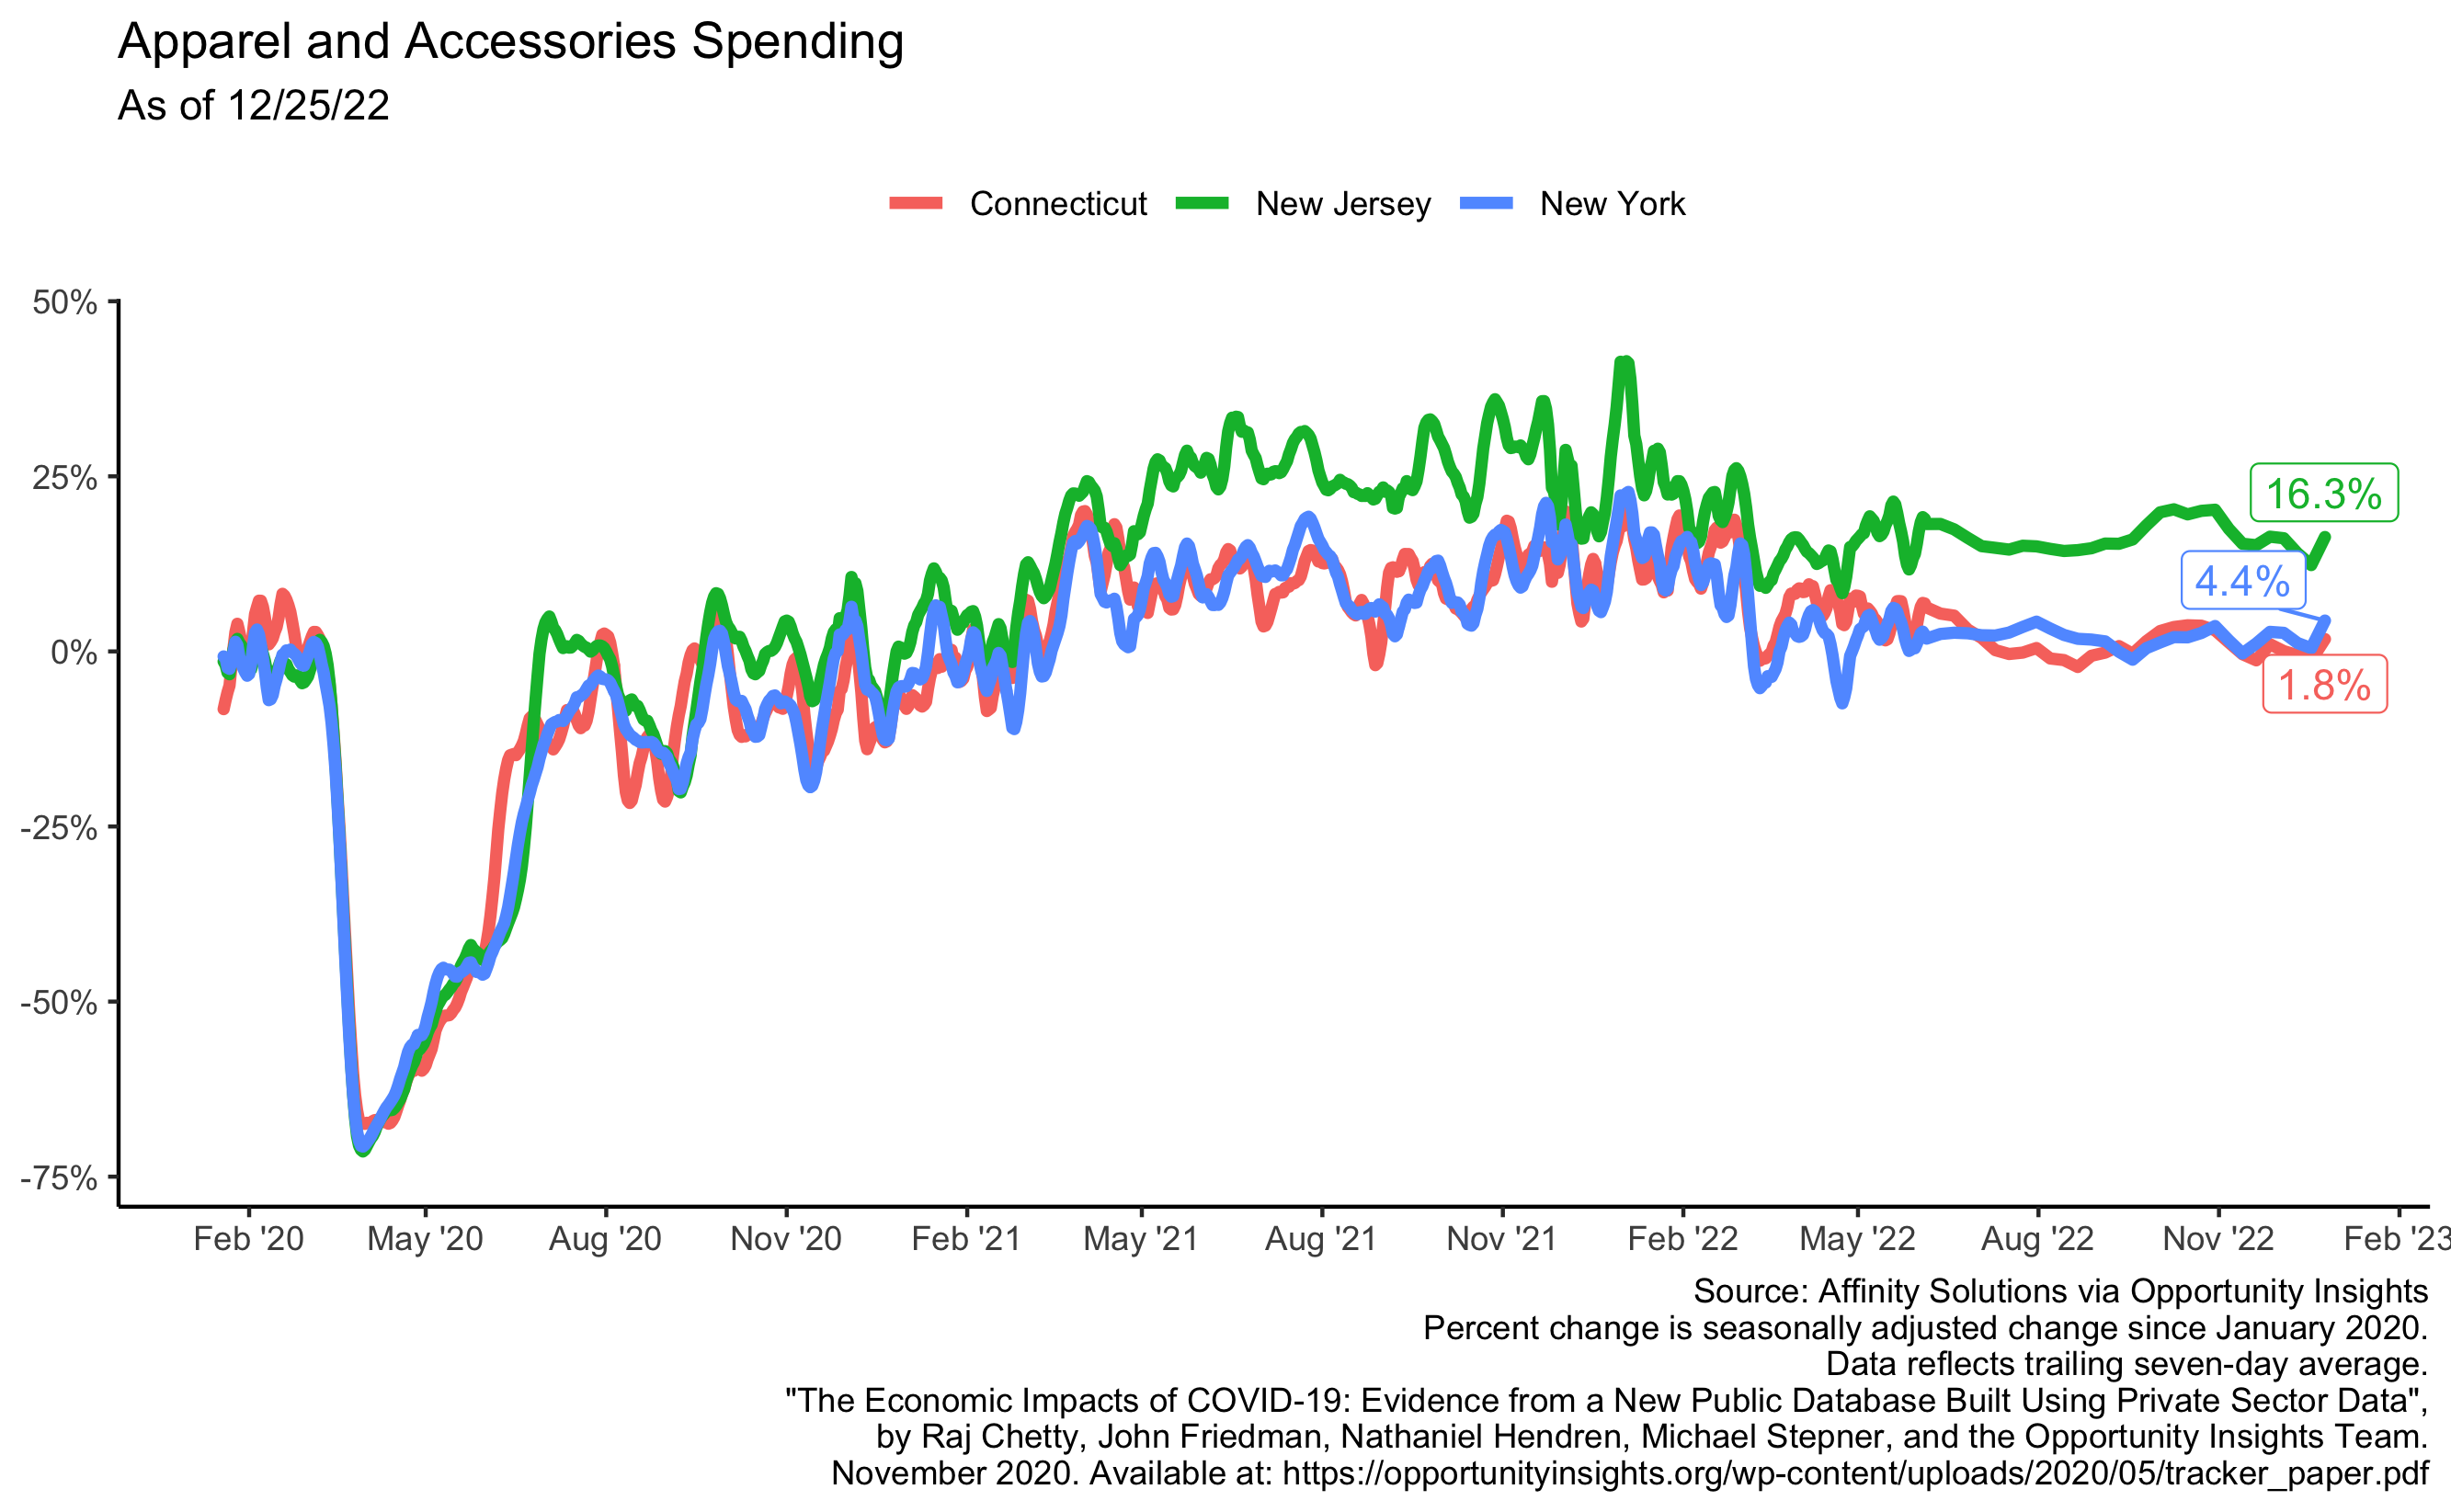 Apparel and Accessories Spending
As of 12/25/22
Connecticut New Jersey New York
50%
25%
0%
-25%
-50%
-75%
16.3%
4.4%
1.8%
Feb '20 May '20 Aug '20 Nov '20 Feb '21 May '21 Aug '21 Nov '21 Feb '22 May '22 Aug '22 Nov '22 Feb '23
Source: Affinity Solutions via Opportunity Insights
Percent change is seasonally adjusted change since January 2020.
Data reflects trailing seven-day average.
"The Economic Impacts of COVID-19: Evidence from a New Public Database Built Using Private Sector Data",
by Raj Chetty, John Friedman, Nathaniel Hendren, Michael Stepner, and the Opportunity Insights Team.
November 2020. Available at: https://opportunityinsights.org/wp-content/uploads/2020/05/tracker_paper.pdf